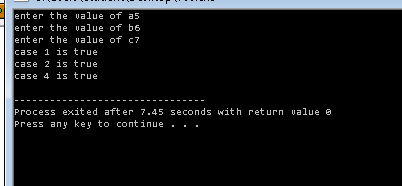 enter the value of a5
enter the value of b6
enter the value of c7
case 1 is true
case 2 is true
case 4 is true
--------------------------------
Process exited after 7.45 seconds with return value 0
Press any key to continue . . .